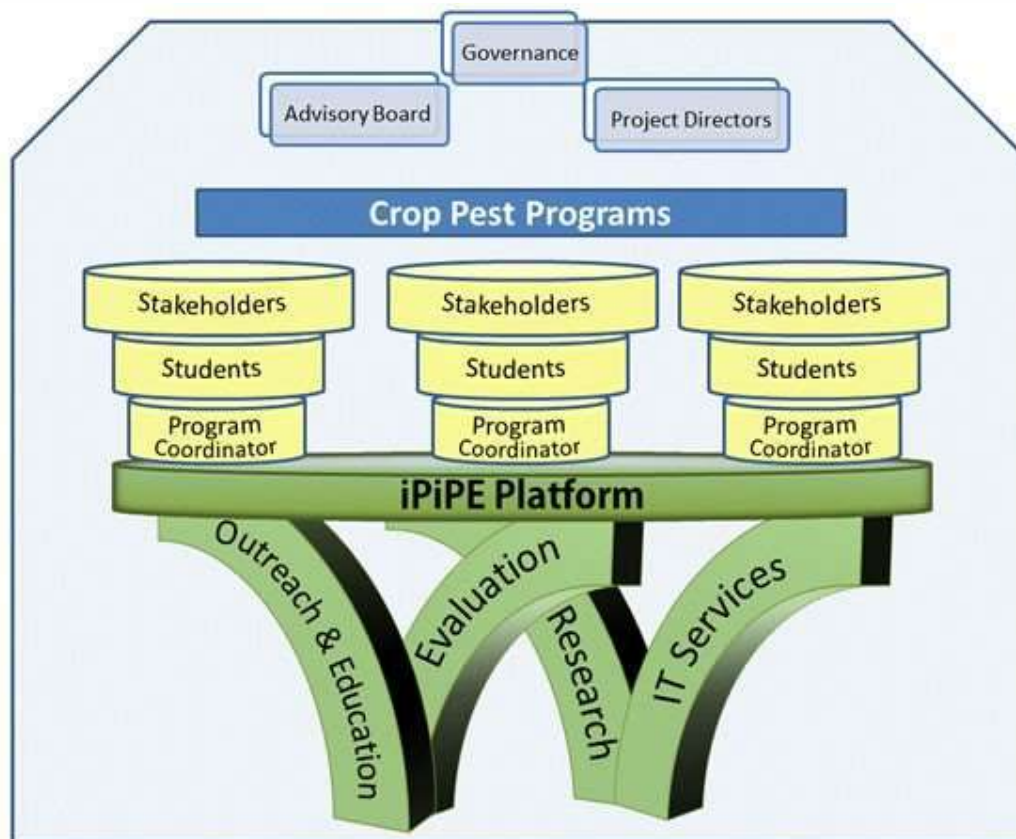 Governance
Advisory Board
Project Directors
Crop Pest Programs
Stakeholders
Stakeholders
Stakeholders
Students
Students
Students
Program
Coordinator
Program
Coordinator
Program
Coordinator
iPiPE Platform
Outreach & Education
Evaluation
Research
IT Services